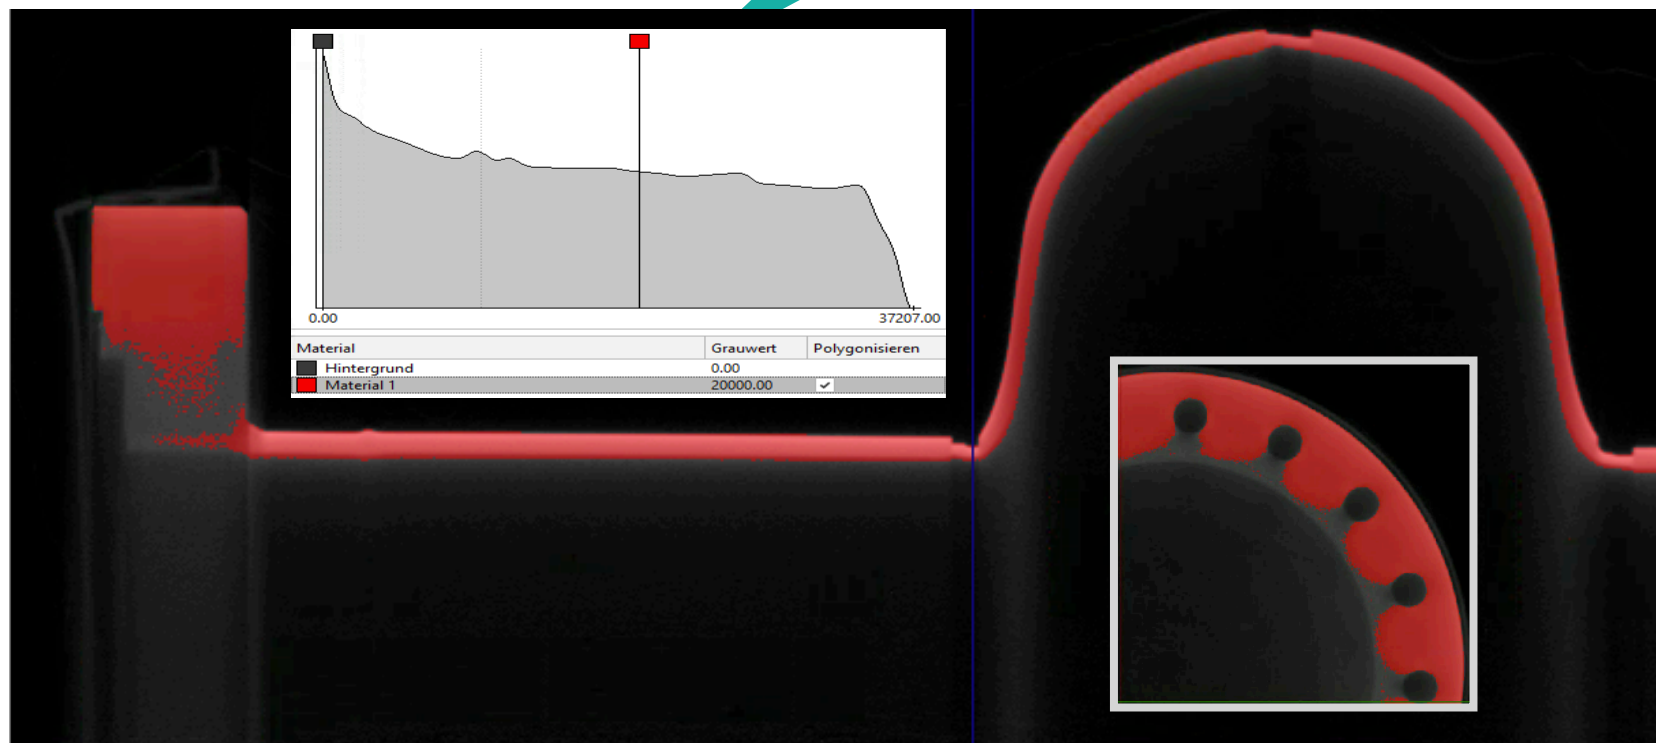 0.00 37207.00
Material Grauwert Polygonisieren
Hintergrund 0.00
Material 1 20000.00